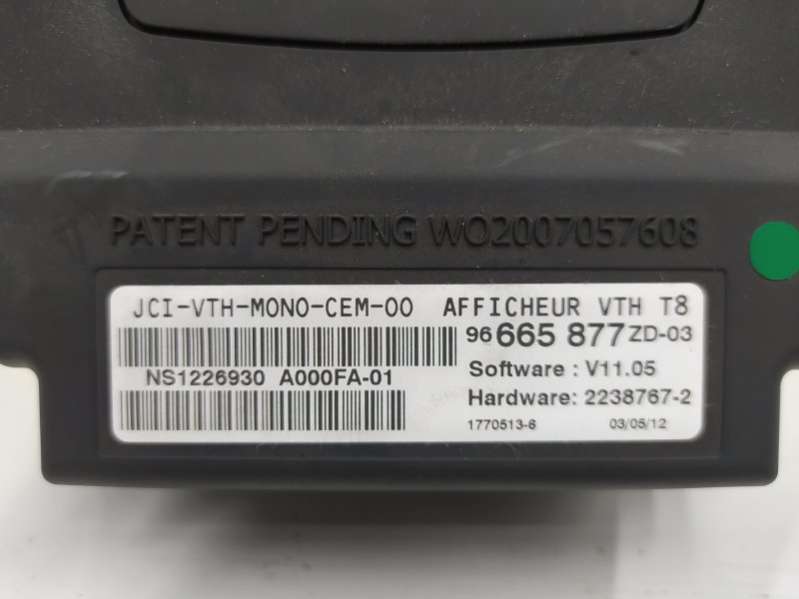 PATENT PENDING WO2007057608
JCI-VTH-MONO-CEM-00 AFFICHEUR VTH T8
96 665 877 ZD-03
Software : V11.05
NS1226930 A000FA-01
Hardware: 2238767-2
1770513-6 03/05/12